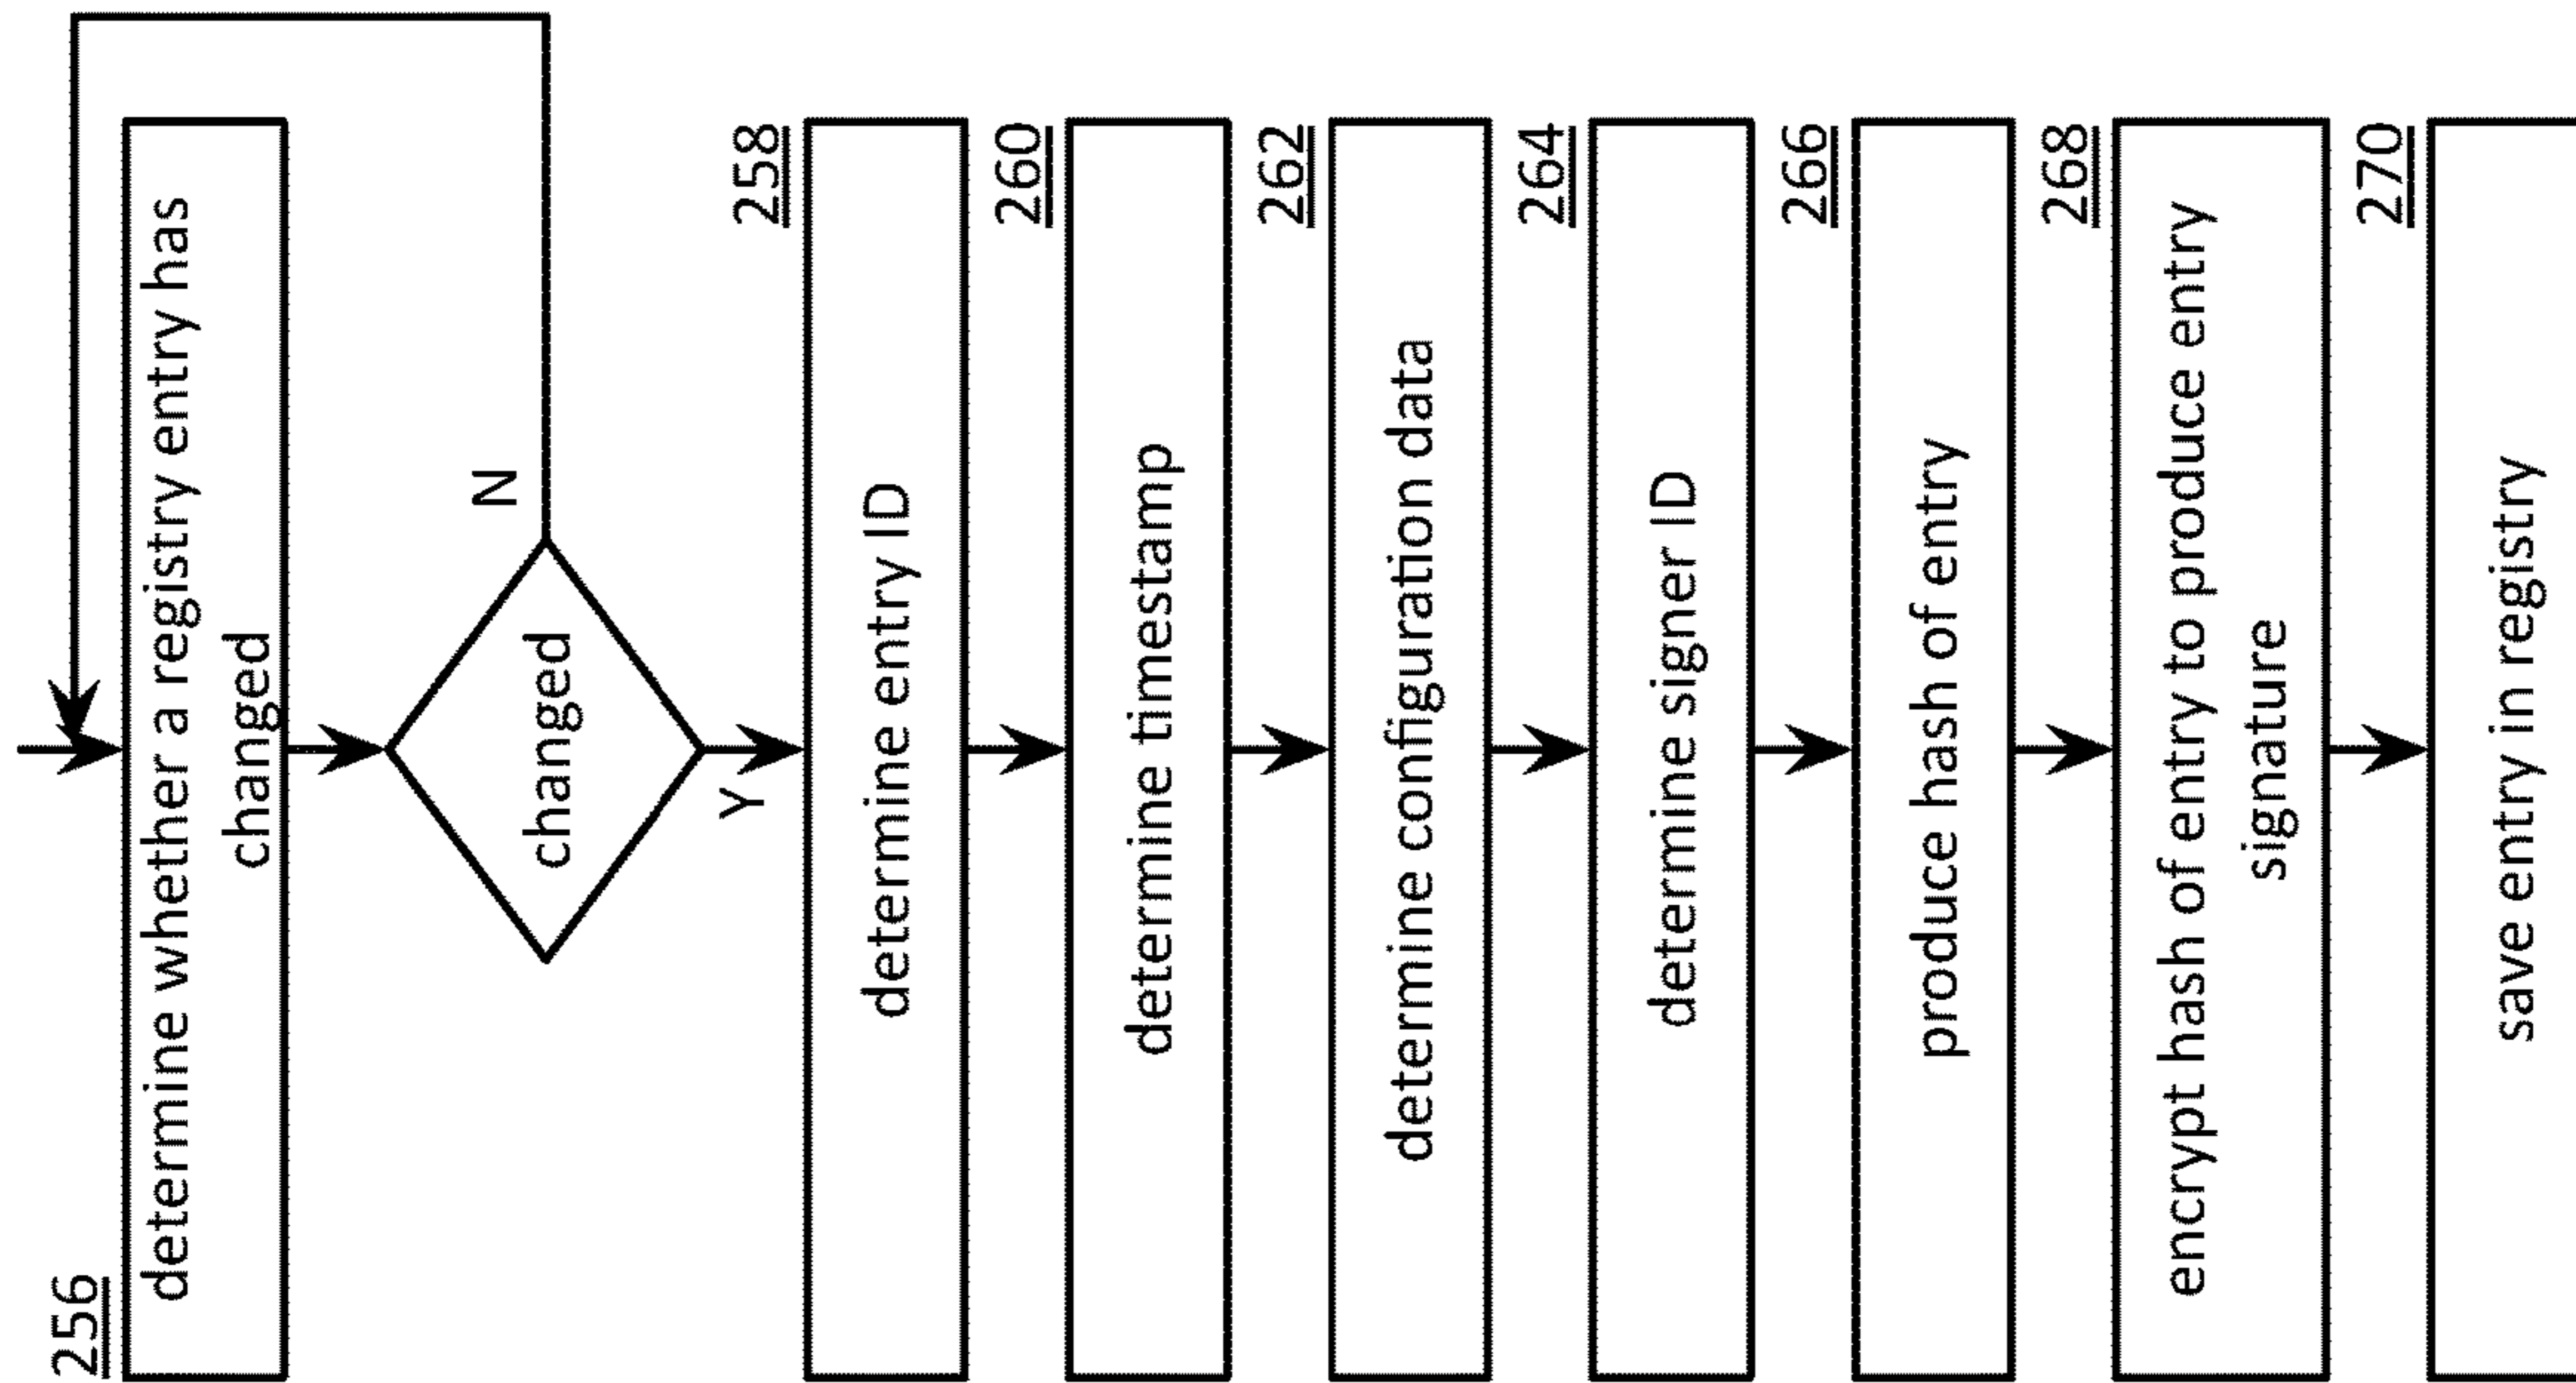 256
determine whether a registry entry has
changed
changed
N
Y
258
determine entry ID
260
determine timestamp
262
determine configuration data
264
determine signer ID
266
produce hash of entry
268
encrypt hash of entry to produce entry
signature
270
save entry in registry